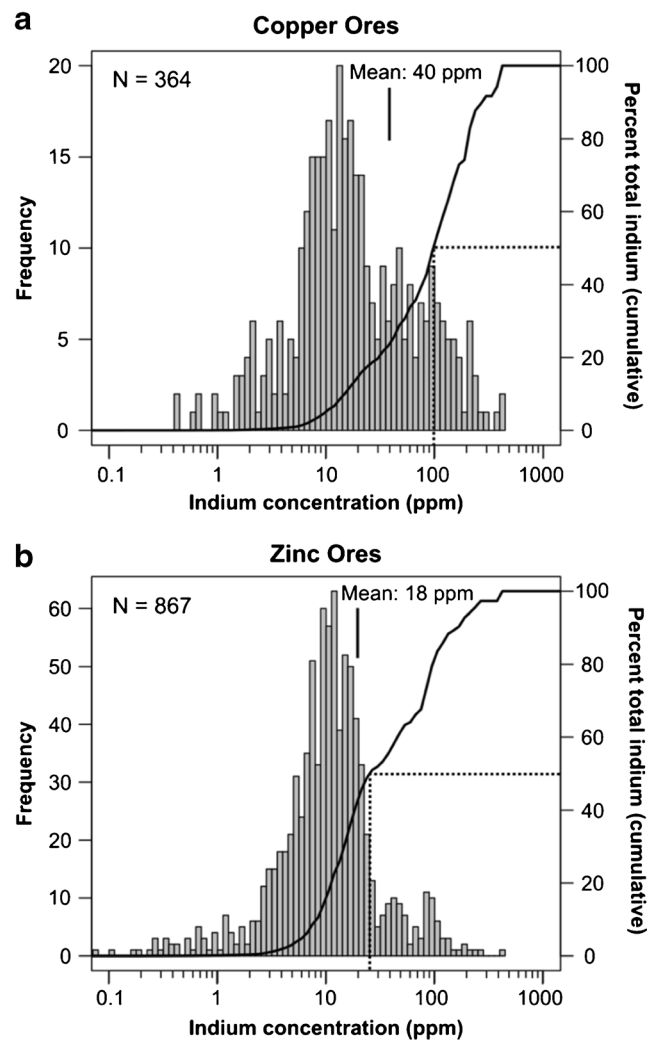 a
Copper Ores
N = 364
Mean: 40 ppm
20
15
10
5
0
Frequency
100
80
60
40
20
0
Percent total indium (cumulative)
0.1 1 10 100 1000
Indium concentration (ppm)
b
Zinc Ores
N = 867
Mean: 18 ppm
60
50
40
30
20
10
0
Frequency
100
80
60
40
20
0
Percent total indium (cumulative)
0.1 1 10 100 1000
Indium concentration (ppm)